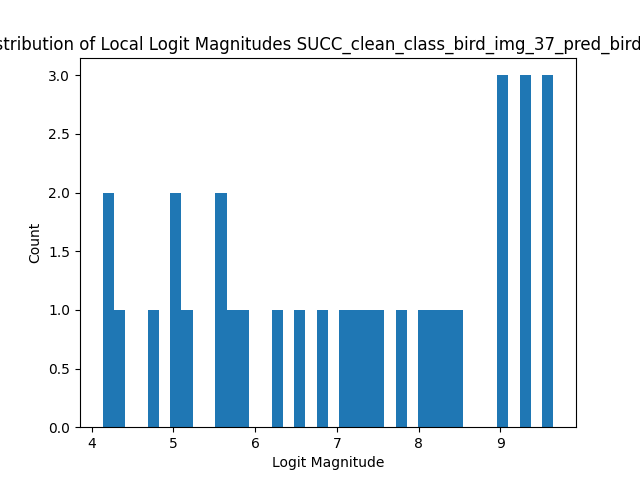 stribution of Local Logit Magnitudes SUCC_clean_class_bird_img_37_pred_bird
3.0
2.5
2.0
1.5
1.0
0.5
0.0
Count
4 5 6 7 8 9
Logit Magnitude